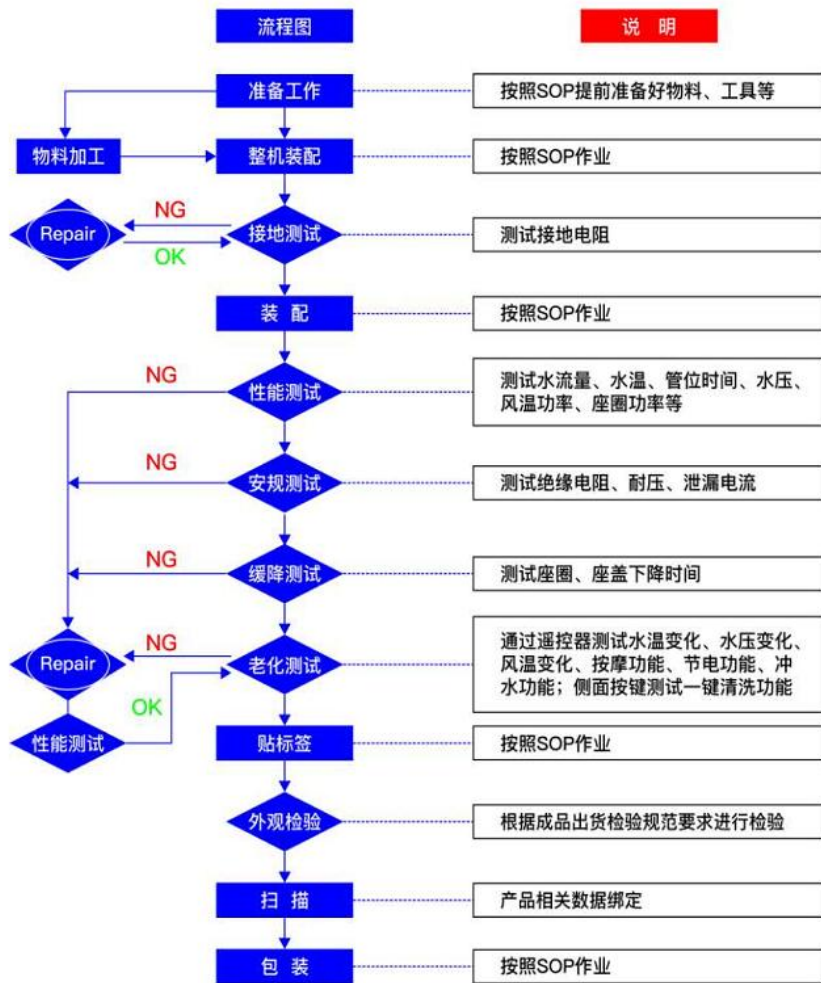 流程图
说 明
准备工作
按照SOP提前准备好物料、工具等
物料加工
整机装配
按照SOP作业
NG
Repair
接地测试
测试接地电阻
OK
装 配
按照SOP作业
NG
性能测试
测试水流量、水温、管位时间、水压、
风温功率、座圈功率等
NG
安规测试
测试绝缘电阻、耐压、泄漏电流
NG
缓降测试
测试座圈、座盖下降时间
NG
Repair
老化测试
通过遥控器测试水温变化、水压变化、
风温变化、按摩功能、节电功能、冲
水功能；侧面按键测试一键清洗功能
OK
性能测试
贴标签
按照SOP作业
外观检验
根据成品出货检验规范要求进行检验
扫 描
产品相关数据绑定
包 装
按照SOP作业